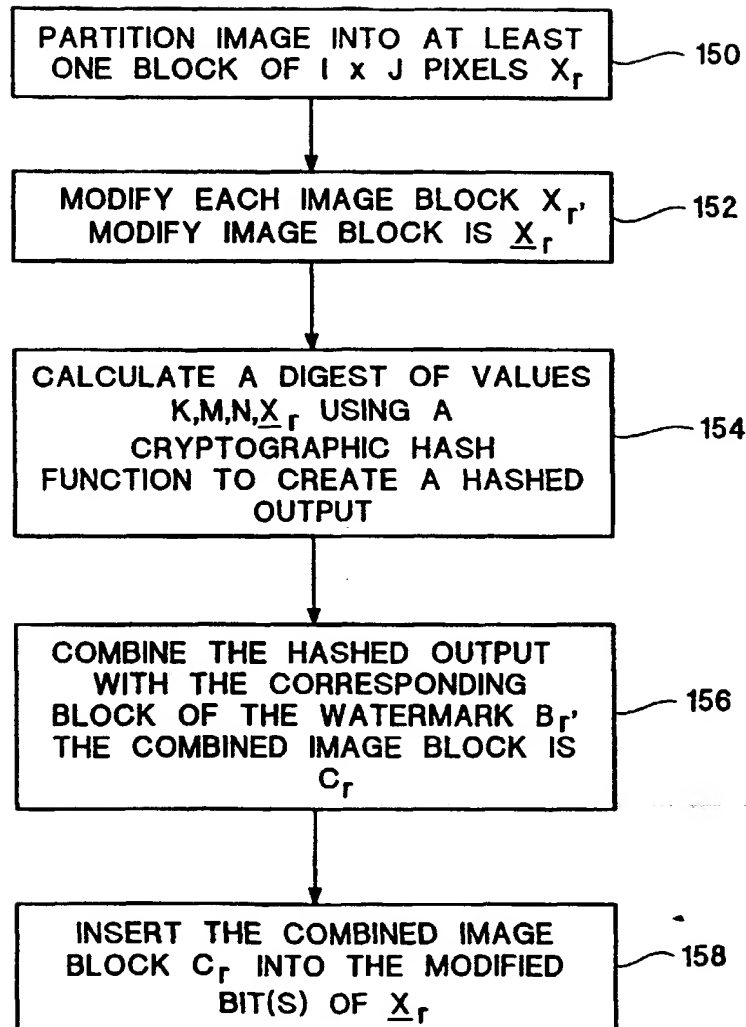 PARTITION IMAGE INTO AT LEAST
ONE BLOCK OF I x J PIXELS Xr
150
MODIFY EACH IMAGE BLOCK Xr,
MODIFY IMAGE BLOCK IS Xr
152
CALCULATE A DIGEST OF VALUES
K,M,N,Xr USING A
CRYPTOGRAPHIC HASH
FUNCTION TO CREATE A HASHED
OUTPUT
154
COMBINE THE HASHED OUTPUT
WITH THE CORRESPONDING
BLOCK OF THE WATERMARK Br,
THE COMBINED IMAGE BLOCK IS
Cr
156
INSERT THE COMBINED IMAGE
BLOCK Cr INTO THE MODIFIED
BIT(S) OF Xr
158